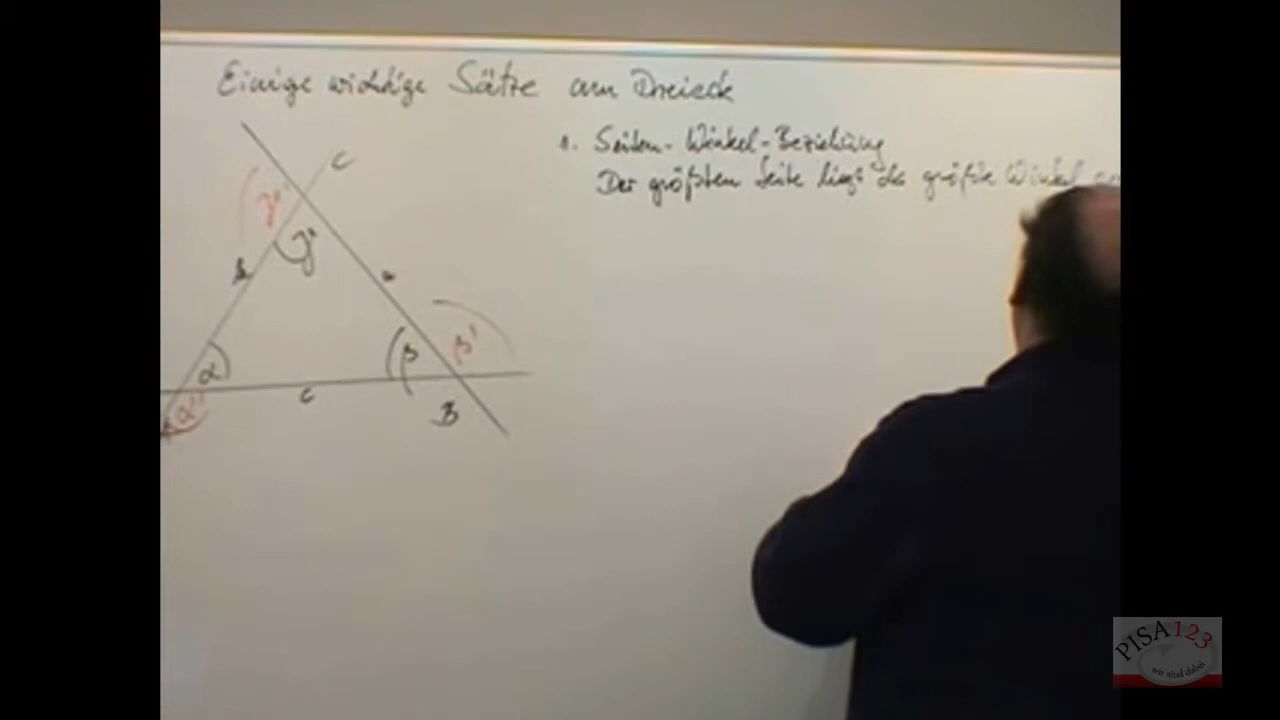 Einige wichtige Sätze am Dreieck
1. Seiten-Winkel-Beziehung
Der größten Seite liegt der größte Winkel
C
γ'
γ
b
a
α
β
β'
c
α'
B
PISA123
wir sind dabei